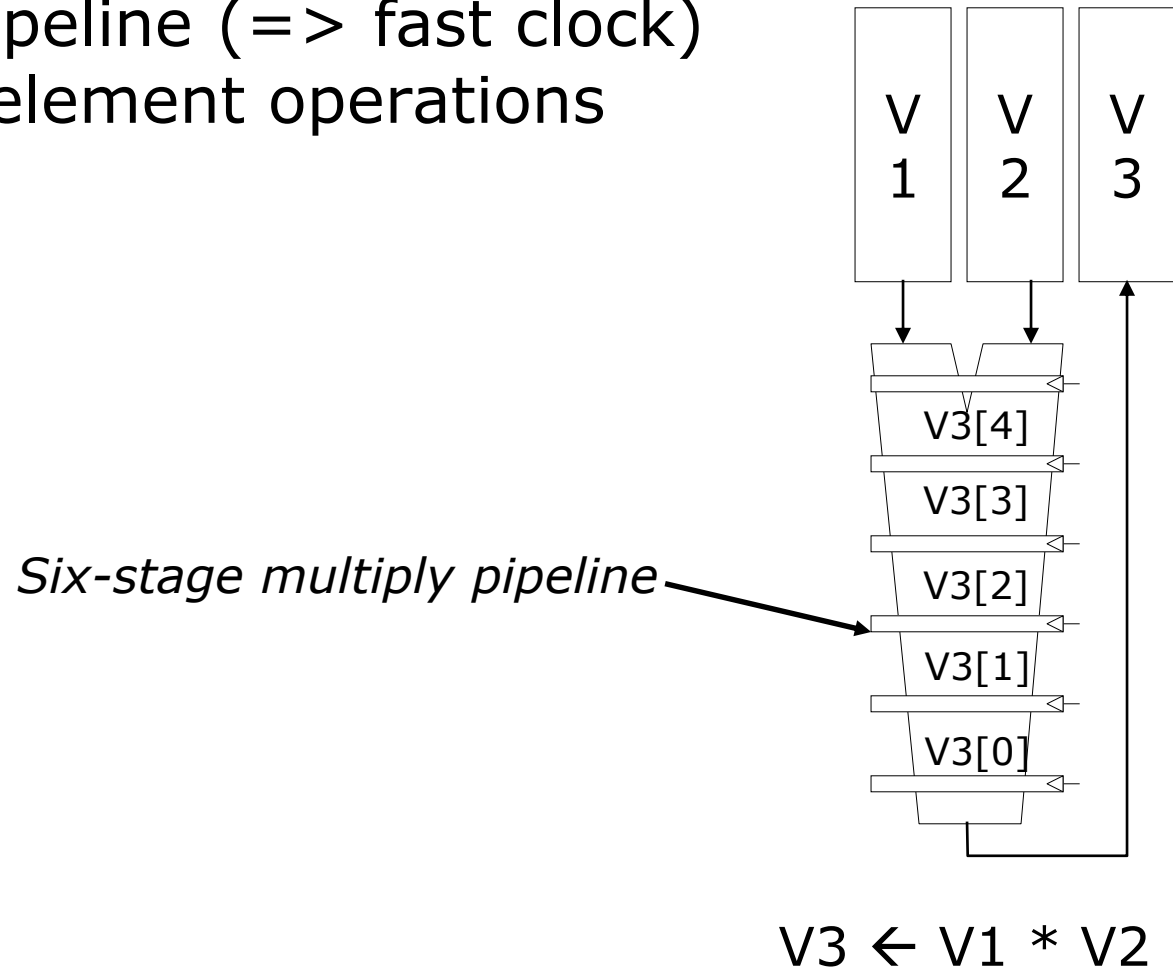 peline (=> fast clock)
element operations
V V V
1 2 3
V3[4]
V3[3]
V3[2]
Six-stage multiply pipeline
V3[1]
V3[0]
V3 ← V1 * V2